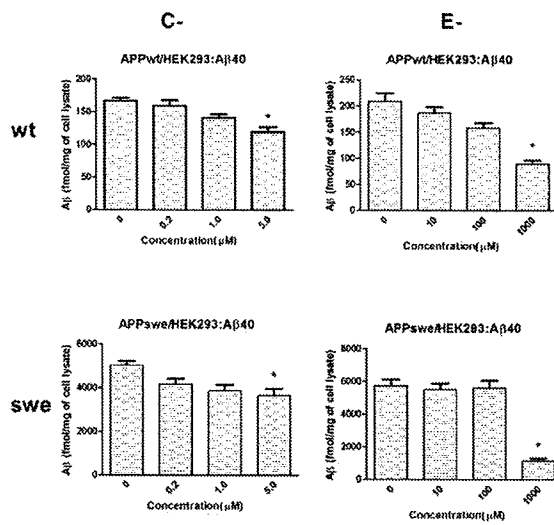 C-
E-
APPwt/HEK293:Aβ40
APPwt/HEK293:Aβ40
wt
Aβ (fmol/mg of cell lysate)
200
150
100
50
0
0
0.2
1.0
5.0
*
Concentration(μM)
Aβ (fmol/mg of cell lysate)
250
200
150
100
50
0
0
10
100
1000
*
Concentration(μM)
APPswe/HEK293:Aβ40
APPswe/HEK293:Aβ40
swe
Aβ (fmol/mg of cell lysate)
6000
4000
2000
0
0
0.2
1.0
5.0
*
Concentration(μM)
Aβ (fmol/mg of cell lysate)
8000
6000
4000
2000
0
0
10
100
1000
*
Concentration(μM)